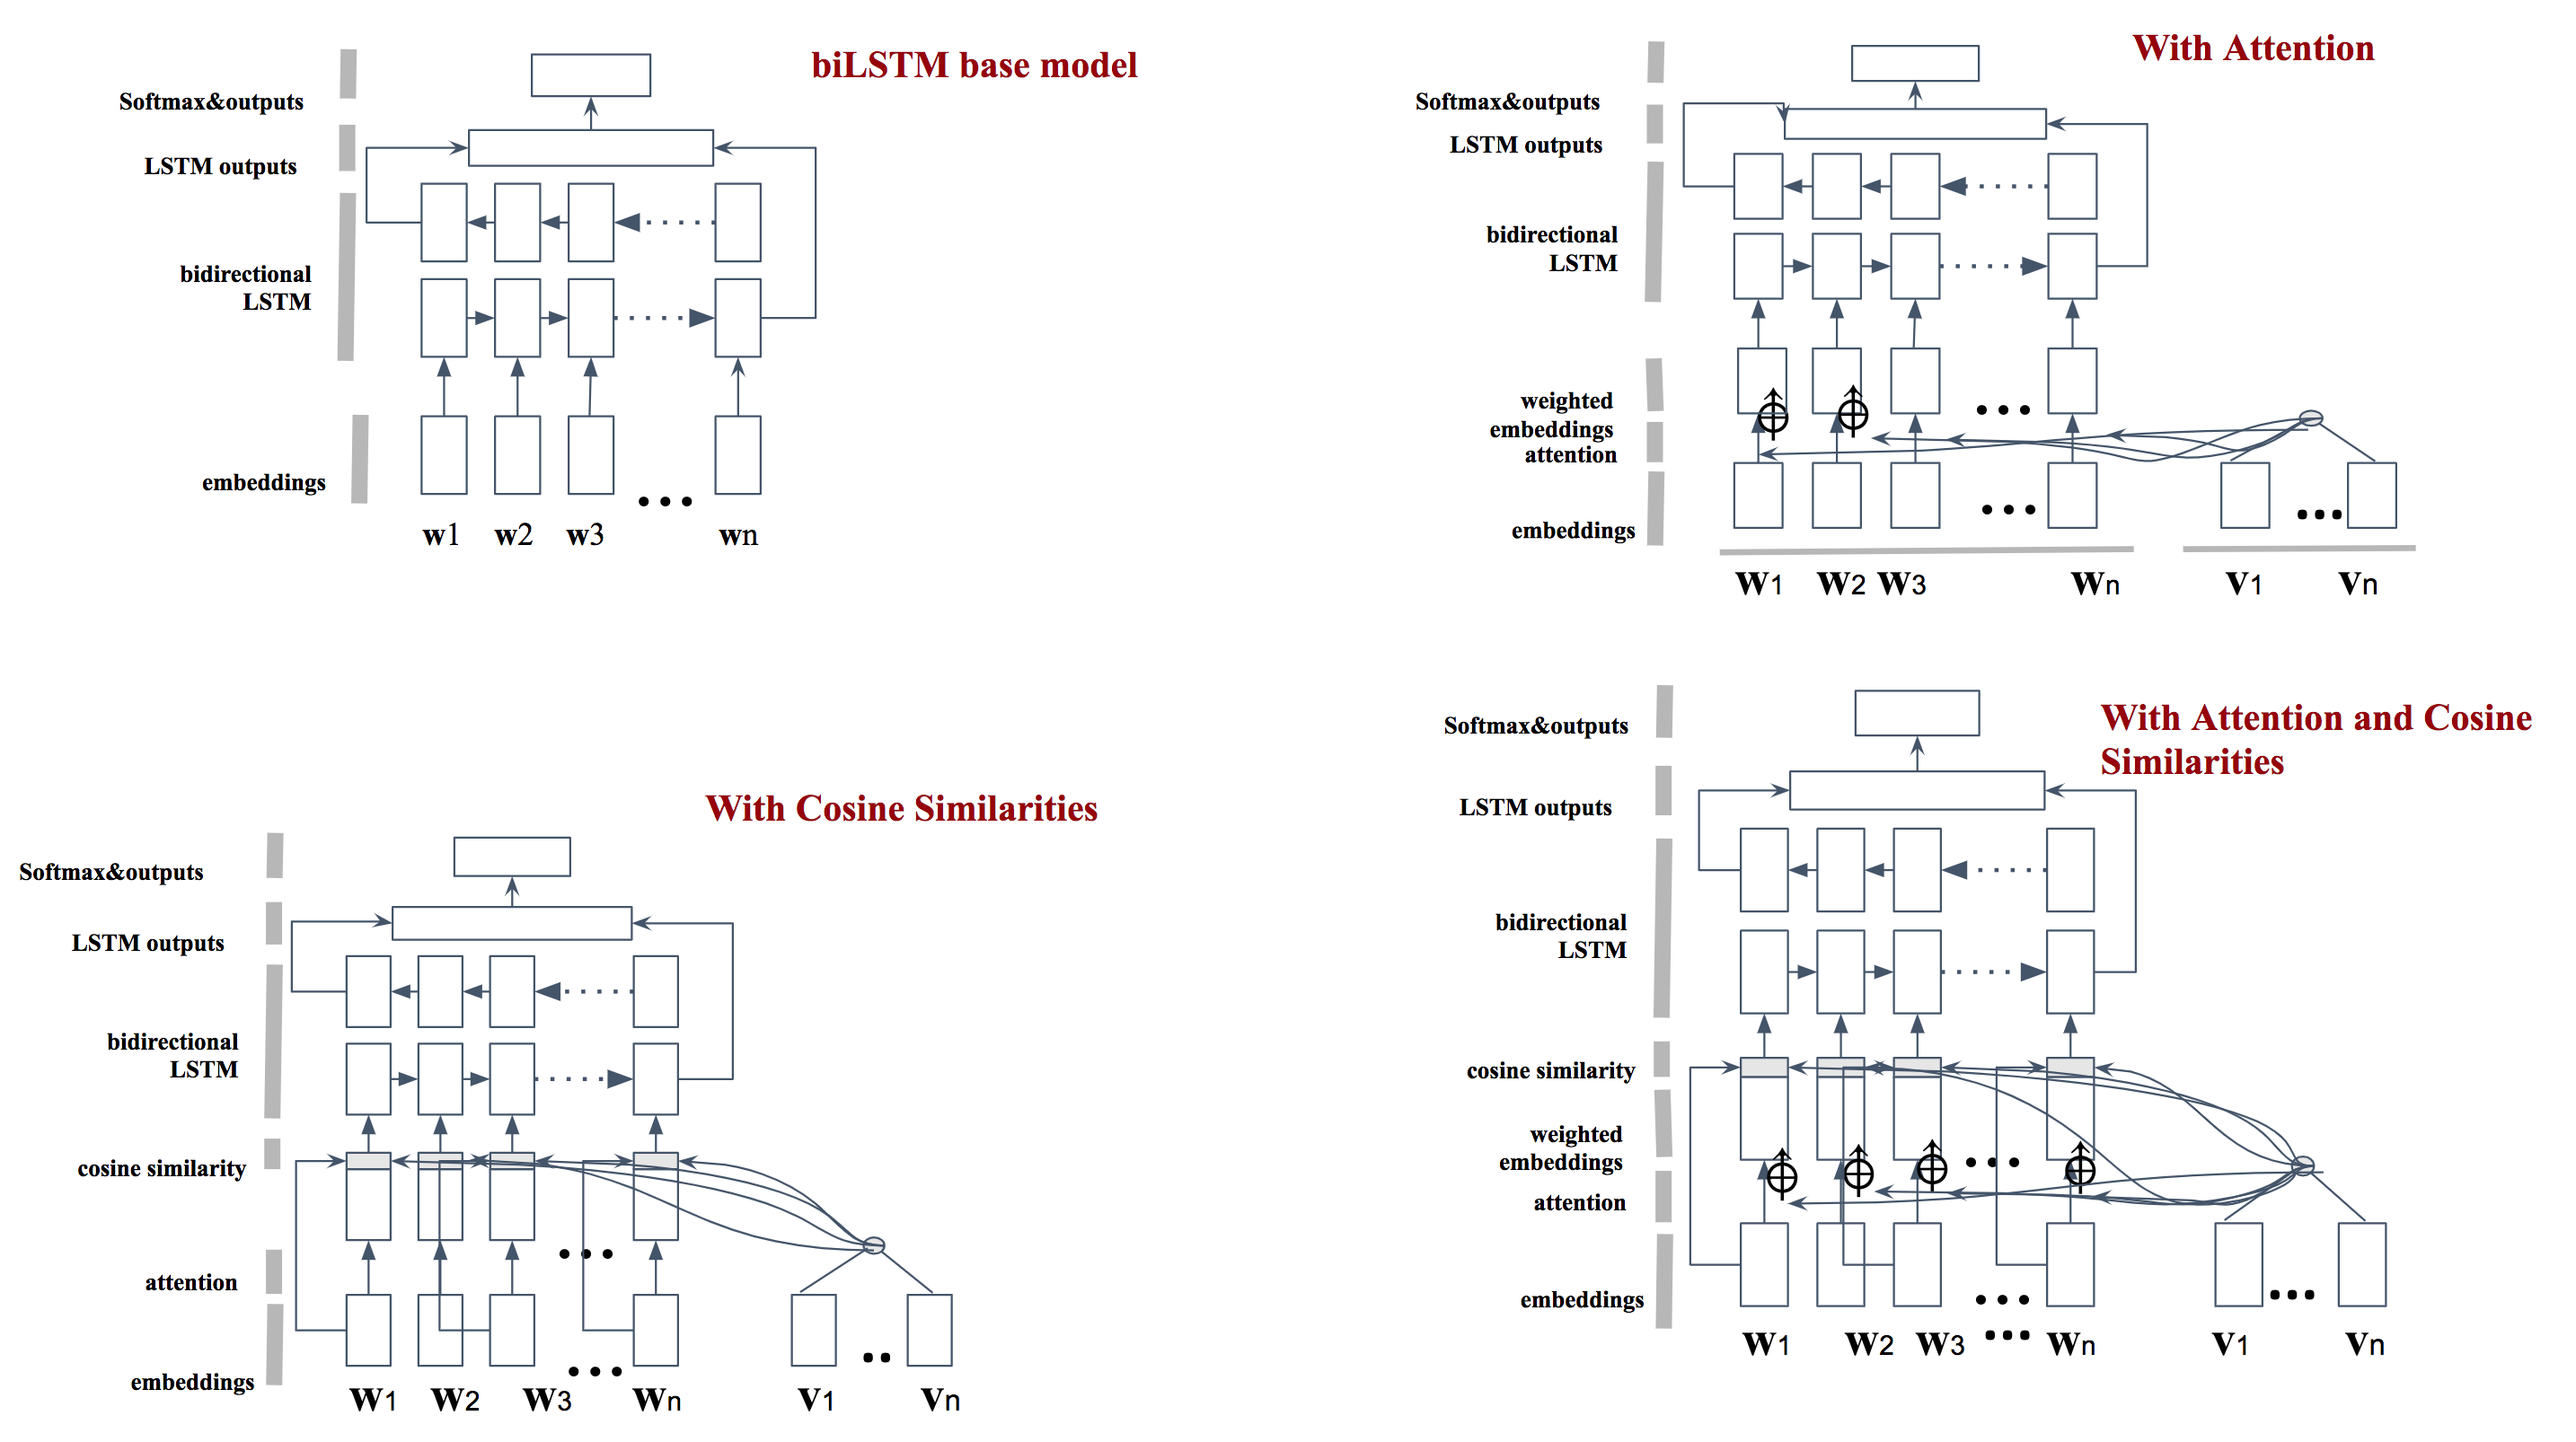 biLSTM base model
Softmax&outputs
LSTM outputs
bidirectional
LSTM
embeddings
w1 w2 w3 wn
With Attention
Softmax&outputs
LSTM outputs
bidirectional
LSTM
weighted
embeddings
attention
embeddings
W1 W2 W3 Wn V1 Vn
With Cosine Similarities
Softmax&outputs
LSTM outputs
bidirectional
LSTM
cosine similarity
attention
embeddings
W1 W2 W3 Wn V1 Vn
With Attention and Cosine
Similarities
Softmax&outputs
LSTM outputs
bidirectional
LSTM
cosine similarity
weighted
embeddings
attention
embeddings
W1 W2 W3 Wn V1 Vn